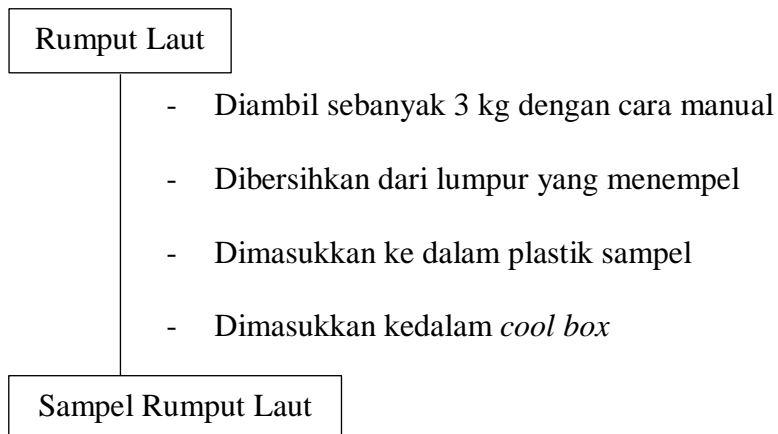 Rumput Laut
- Diambil sebanyak 3 kg dengan cara manual
- Dibersihkan dari lumpur yang menempel
- Dimasukkan ke dalam plastik sampel
- Dimasukkan kedalam cool box
Sampel Rumput Laut